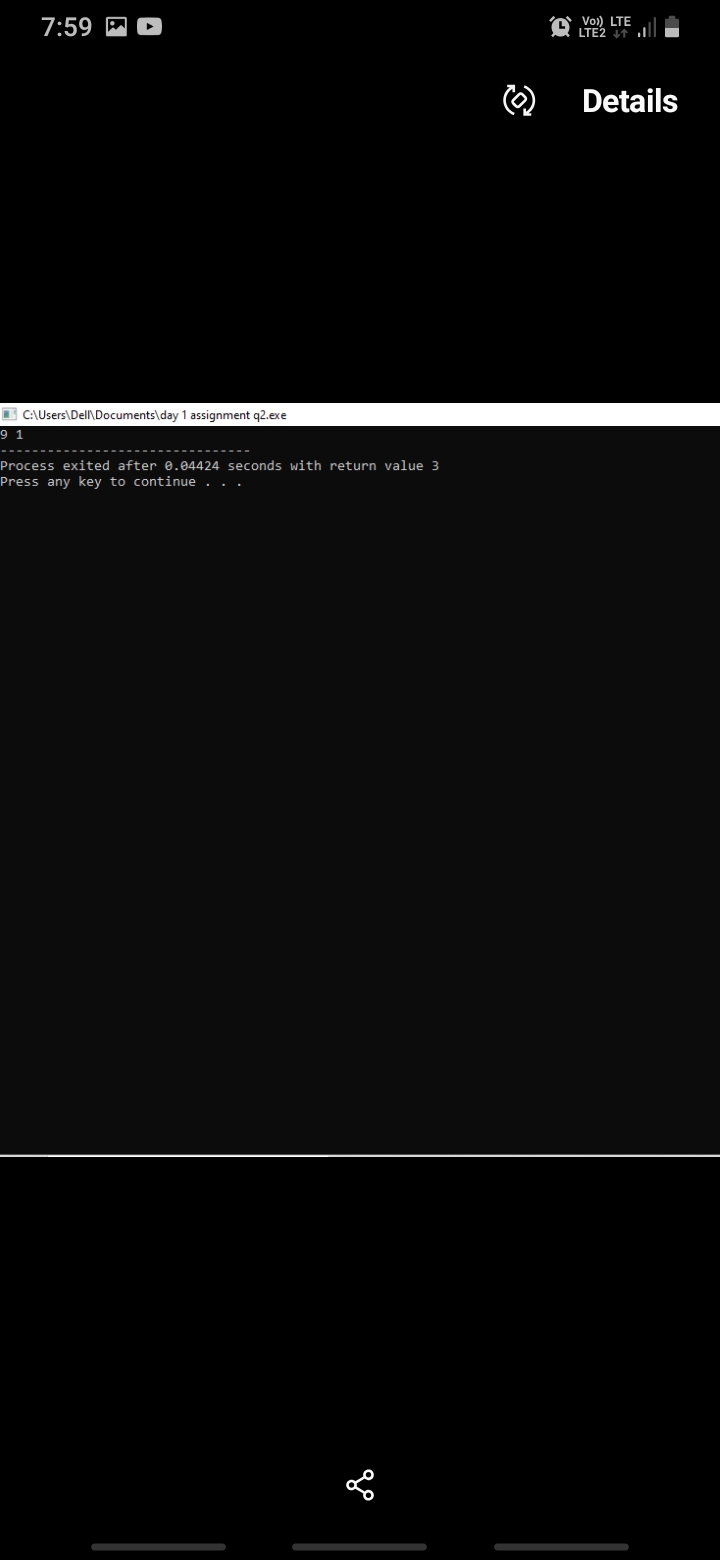 7:59
Vo)) LTE
LTE2
Details
C:\Users\Dell\Documents\day 1 assignment q2.exe
9 1
--------------------------------
Process exited after 0.04424 seconds with return value 3
Press any key to continue . . .